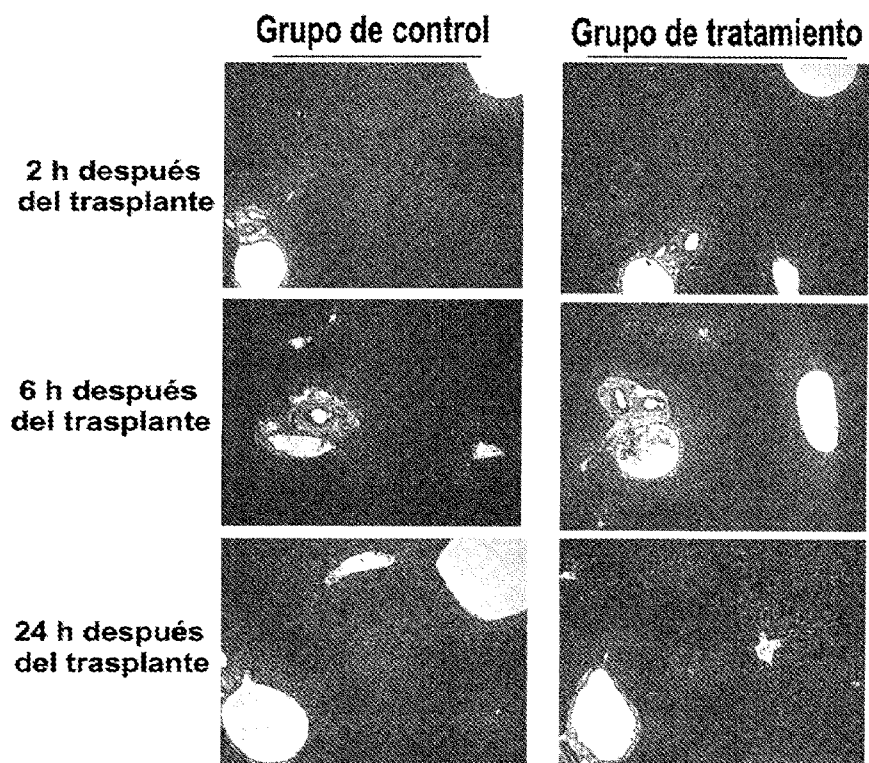 Grupo de control
Grupo de tratamiento
2 h después
del trasplante
6 h después
del trasplante
24 h después
del trasplante